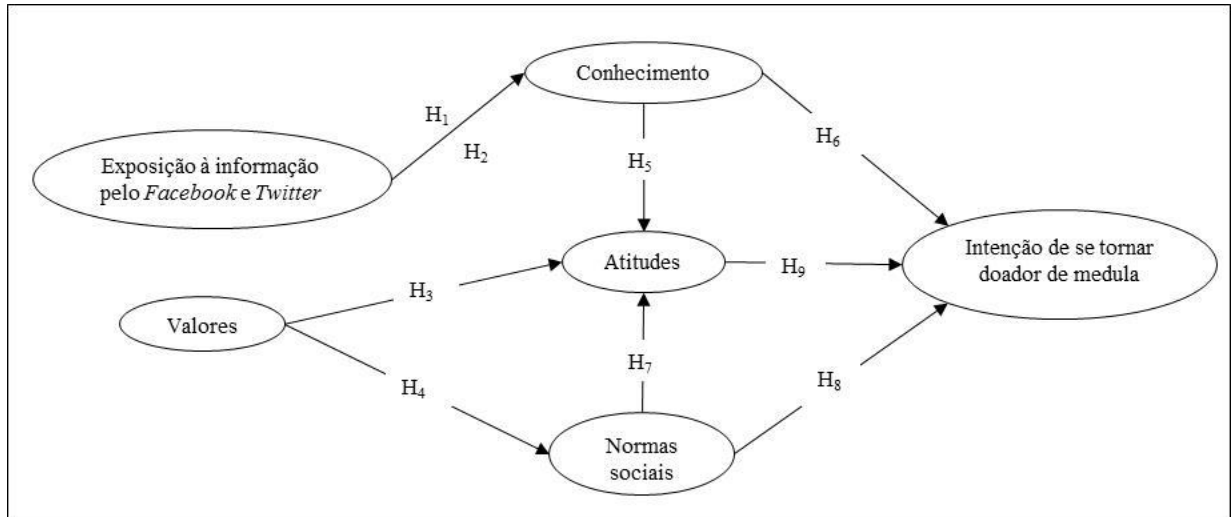 Conhecimento
H₁
H₂
H₆
Exposição à informação
pelo Facebook e Twitter
H₅
Atitudes
H₉
Intenção de se tornar
doador de medula
H₃
Valores
H₇
H₄
H₈
Normas
sociais